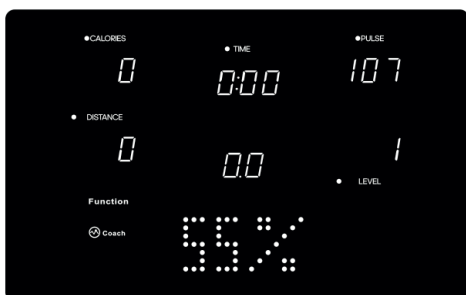 CALORIES
TIME
PULSE
0
0:00
107
DISTANCE
0
0.0
1
LEVEL
Function
Coach
55%